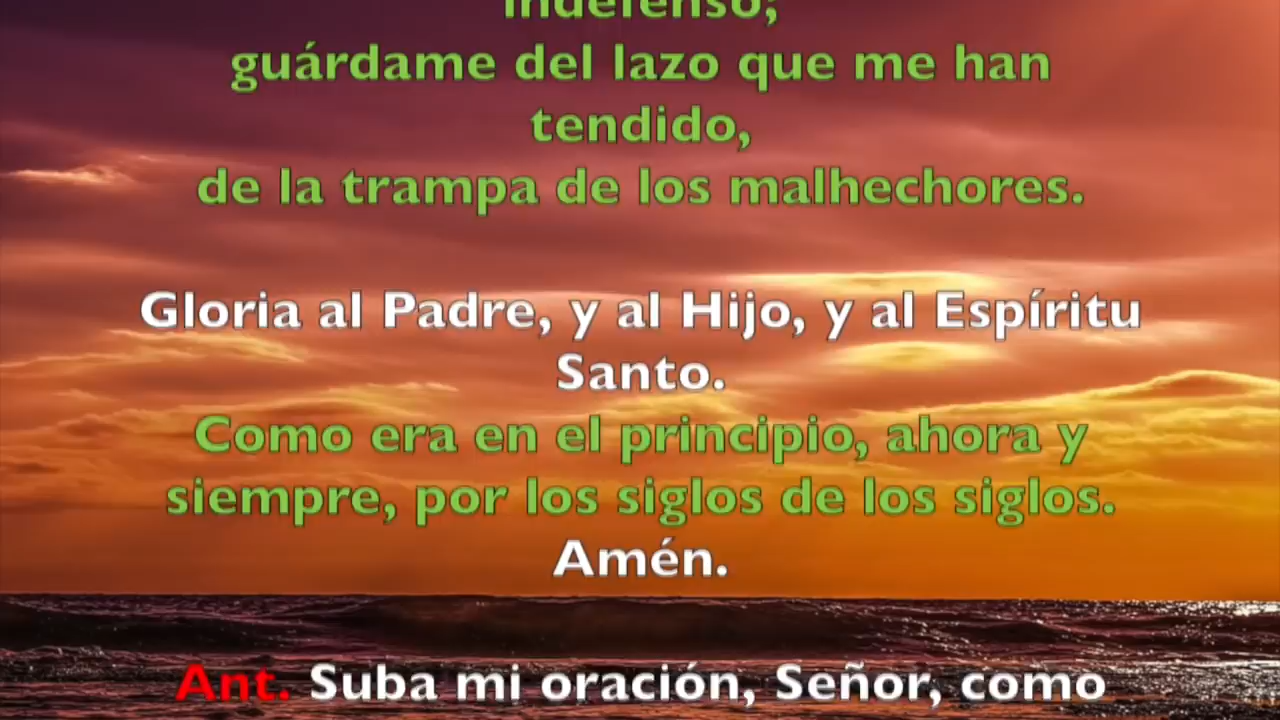 indefenso;
guárdame del lazo que me han
tendido,
de la trampa de los malhechores.
Gloria al Padre, y al Hijo, y al Espíritu
Santo.
Como era en el principio, ahora y
siempre, por los siglos de los siglos.
Amén.
Ant. Suba mi oración, Señor, como